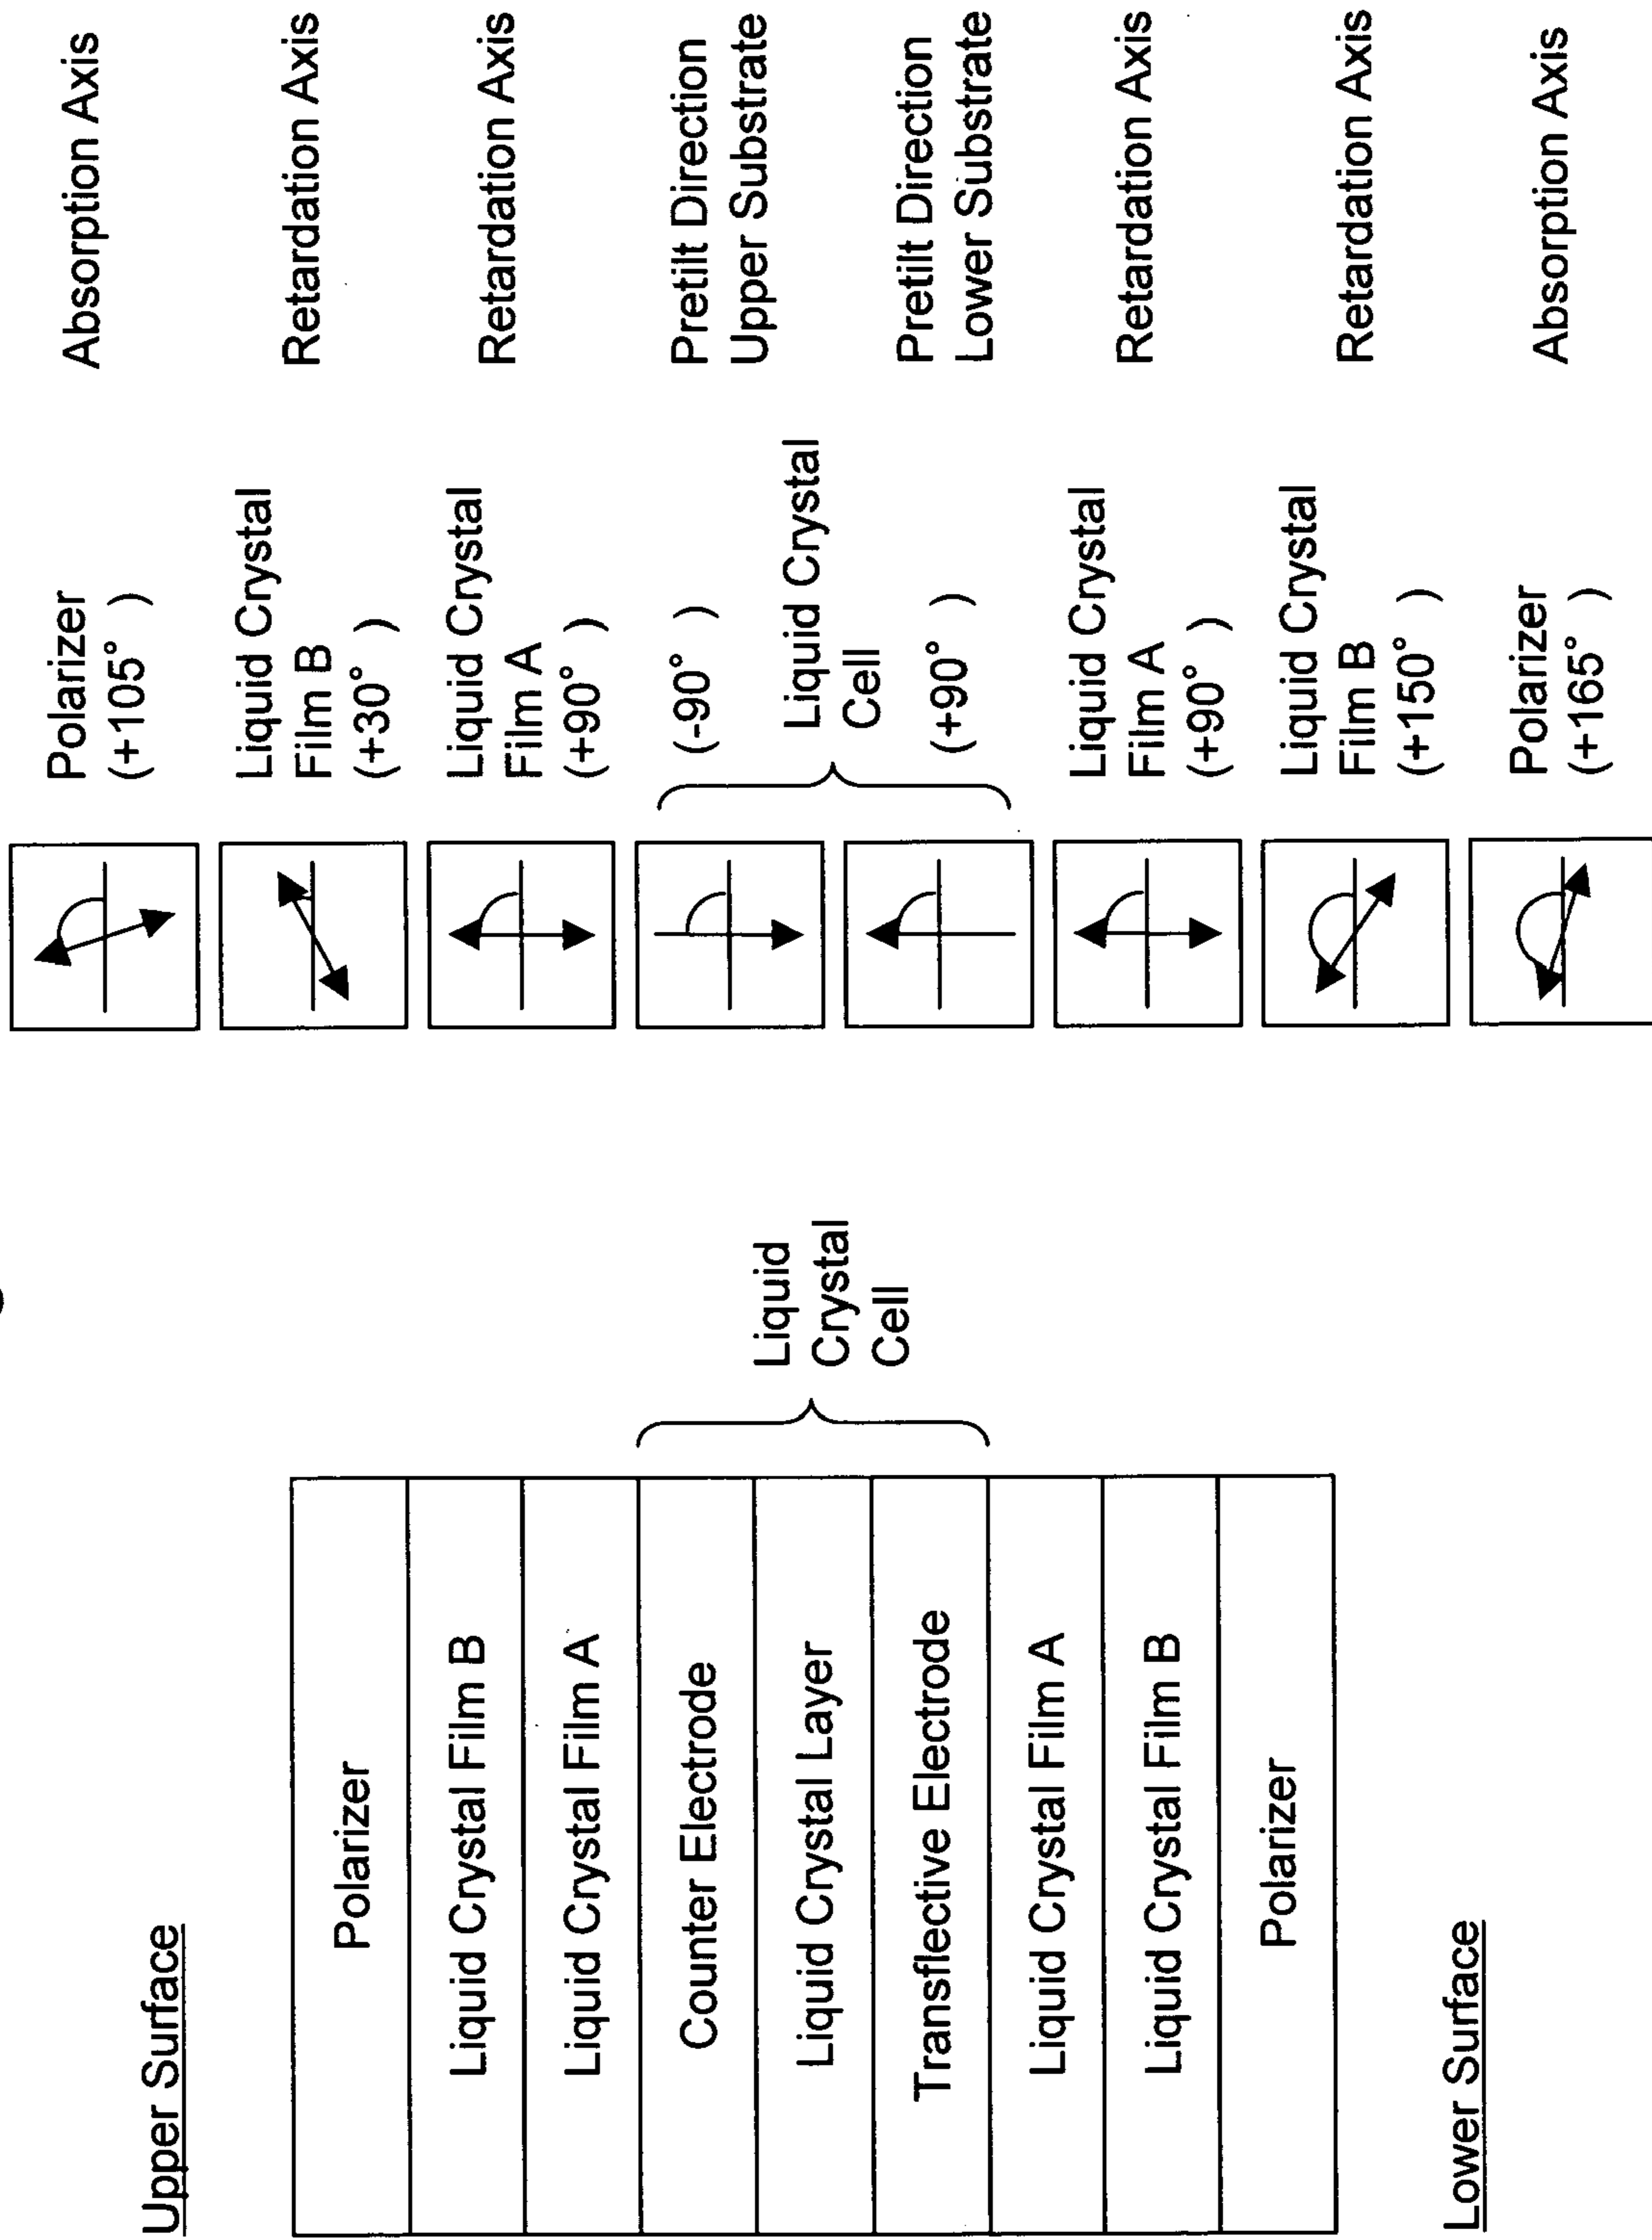 Upper Surface
Polarizer
Liquid Crystal Film B
Liquid Crystal Film A
Counter Electrode
Liquid Crystal Layer
Transflective Electrode
Liquid Crystal Film A
Liquid Crystal Film B
Polarizer
Lower Surface
Liquid
Crystal
Cell
Polarizer
(+105° )
Absorption Axis
Liquid Crystal
Film B
(+30° )
Retardation Axis
Liquid Crystal
Film A
(+90° )
Retardation Axis
(-90° )
Pretilt Direction
Upper Substrate
Liquid Crystal
Cell
(+90° )
Pretilt Direction
Lower Substrate
Liquid Crystal
Film A
(+90° )
Retardation Axis
Liquid Crystal
Film B
(+150° )
Retardation Axis
Polarizer
(+165° )
Absorption Axis